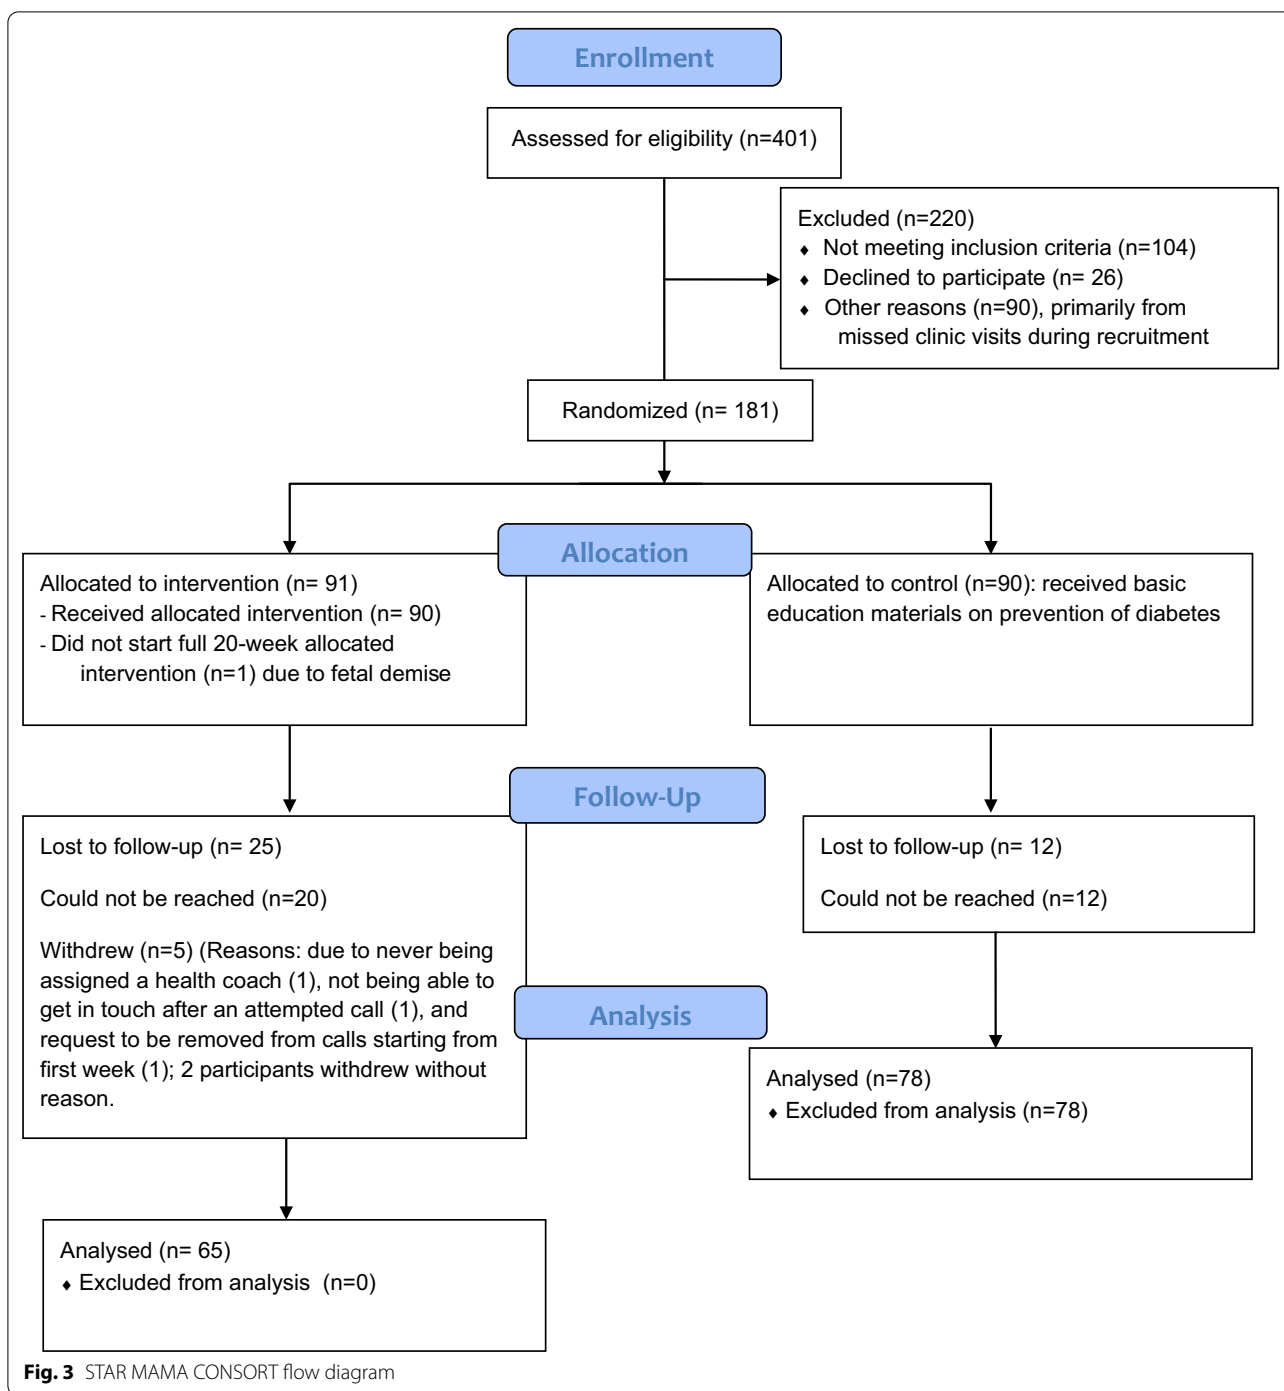 Enrollment
Assessed for eligibility (n=401)
Excluded (n=220)
♦ Not meeting inclusion criteria (n=104)
♦ Declined to participate (n= 26)
♦ Other reasons (n=90), primarily from
missed clinic visits during recruitment
Randomized (n= 181)
Allocation
Allocated to intervention (n= 91)
- Received allocated intervention (n= 90)
- Did not start full 20-week allocated
intervention (n=1) due to fetal demise
Allocated to control (n=90): received basic
education materials on prevention of diabetes
Follow-Up
Lost to follow-up (n= 25)
Could not be reached (n=20)
Withdrew (n=5) (Reasons: due to never being
assigned a health coach (1), not being able to
get in touch after an attempted call (1), and
request to be removed from calls starting from
first week (1); 2 participants withdrew without
reason.
Lost to follow-up (n= 12)
Could not be reached (n=12)
Analysis
Analysed (n=78)
♦ Excluded from analysis (n=78)
Analysed (n= 65)
♦ Excluded from analysis (n=0)
Fig. 3 STAR MAMA CONSORT flow diagram